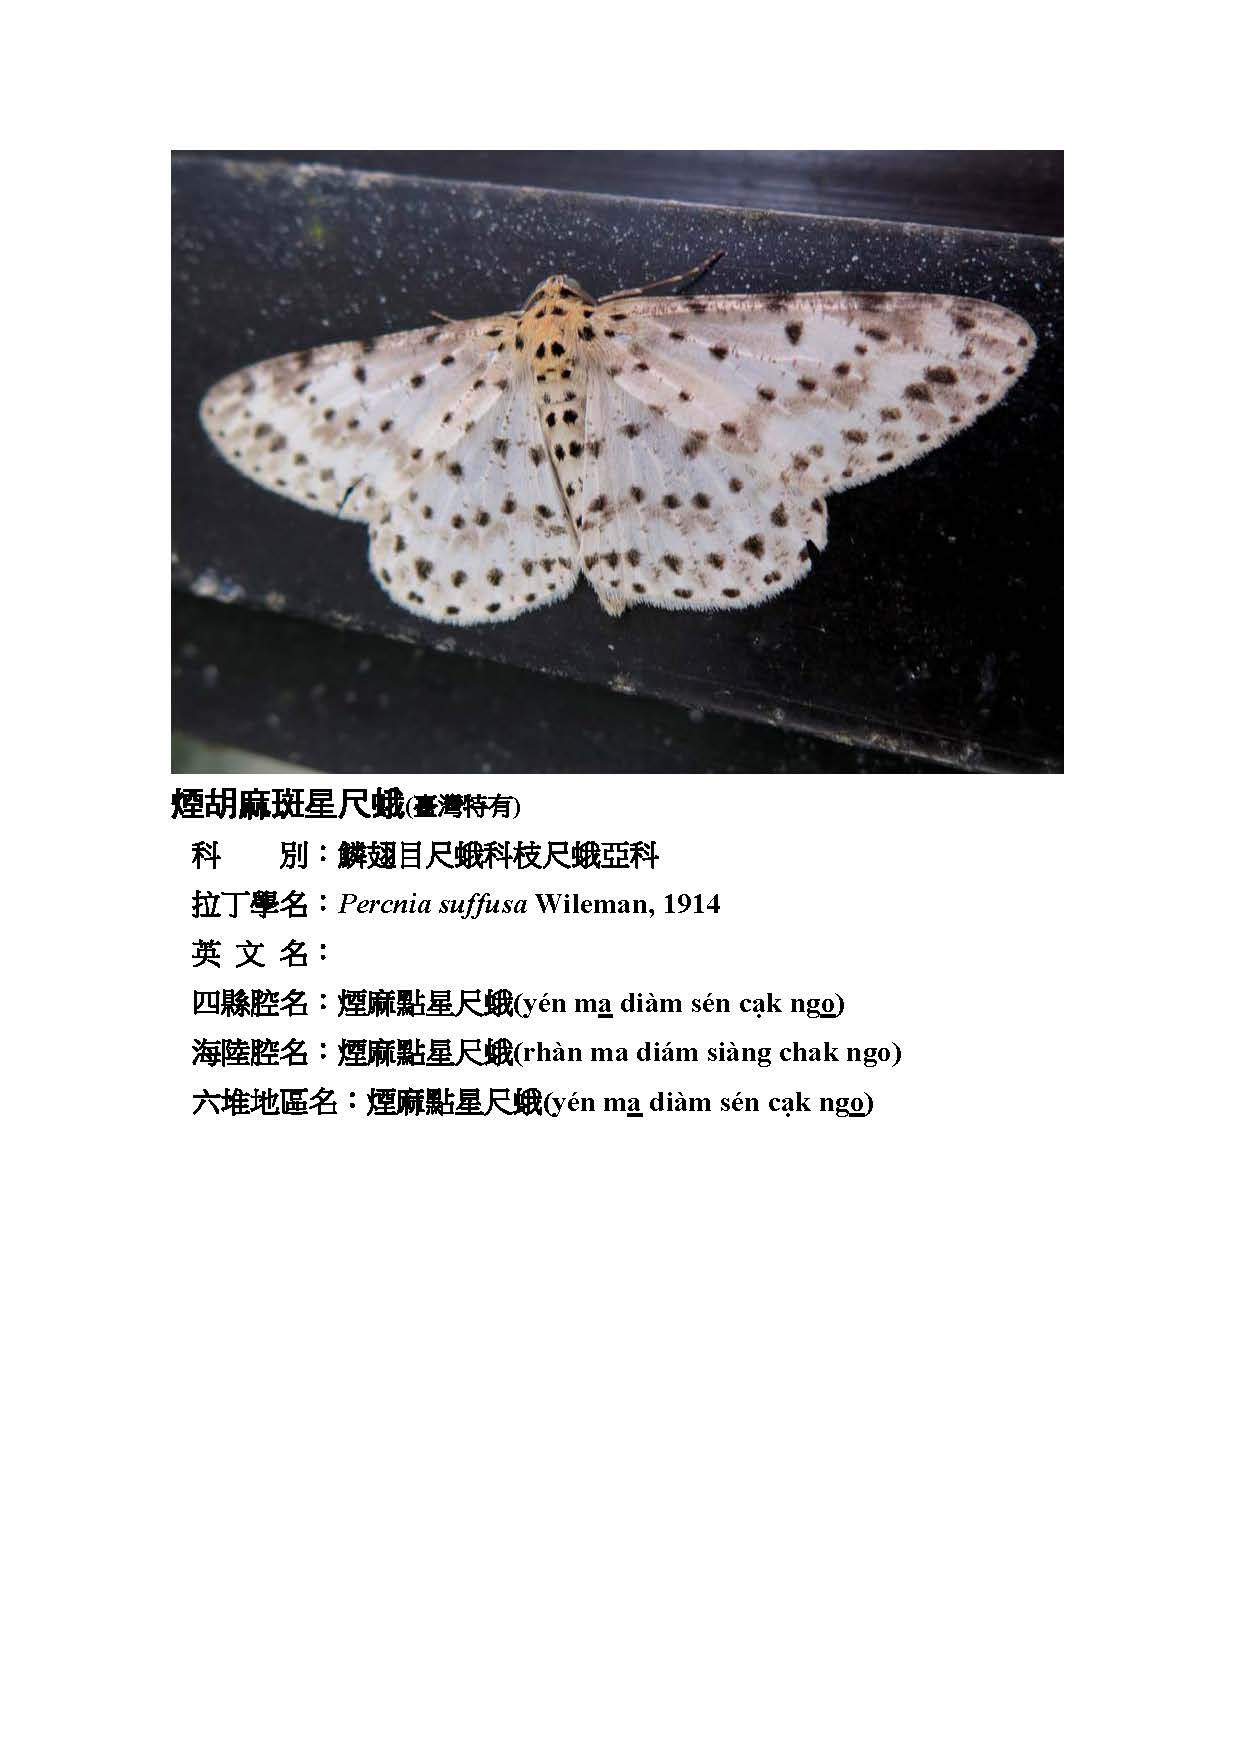 煙胡麻斑星尺蛾(臺灣特有)
科　　別：鱗翅目尺蛾科枝尺蛾亞科
拉丁學名：Percnia suffusa Wileman, 1914
英 文 名：
四縣腔名：煙麻點星尺蛾(yén ma diàm sén cạk ngo)
海陸腔名：煙麻點星尺蛾(rhàn ma diám siàng chak ngo)
六堆地區名：煙麻點星尺蛾(yén ma diàm sén cạk ngo)